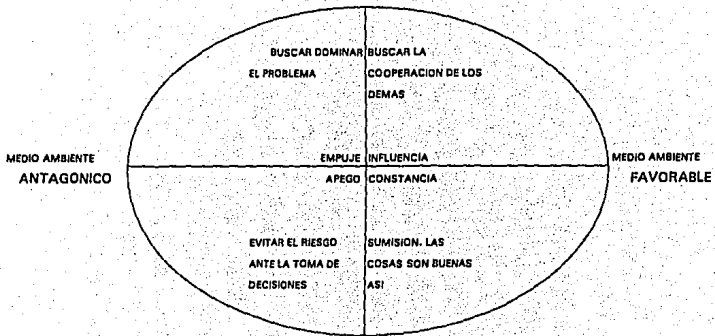 BUSCAR DOMINAR
EL PROBLEMA
BUSCAR LA
COOPERACION DE LOS
DEMAS
MEDIO AMBIENTE
ANTAGONICO
EMPUJE
INFLUENCIA
APEGO
CONSTANCIA
MEDIO AMBIENTE
FAVORABLE
EVITAR EL RIESGO
ANTE LA TOMA DE
DECISIONES
SUMISION. LAS
COSAS SON BUENAS
ASI